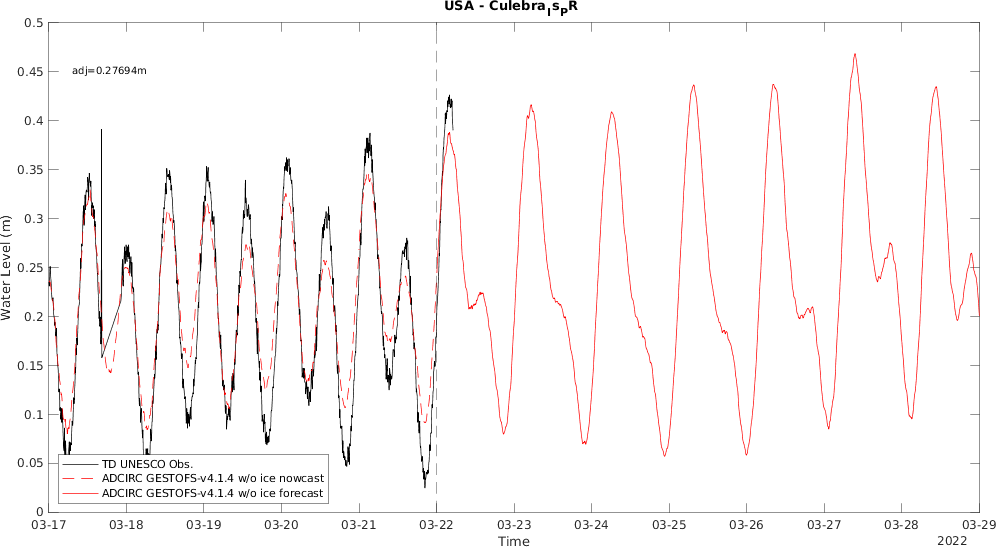 USA - CulebraIsPR
0.5
0.45
0.4
0.35
0.3
0.25
0.2
0.15
0.1
0.05
0
Water Level (m)
adj=0.27694m
TD UNESCO Obs.
ADCIRC GESTOFS-v4.1.4 w/o ice nowcast
ADCIRC GESTOFS-v4.1.4 w/o ice forecast
03-17 03-18 03-19 03-20 03-21 03-22 03-23 03-24 03-25 03-26 03-27 03-28 03-29
Time
2022